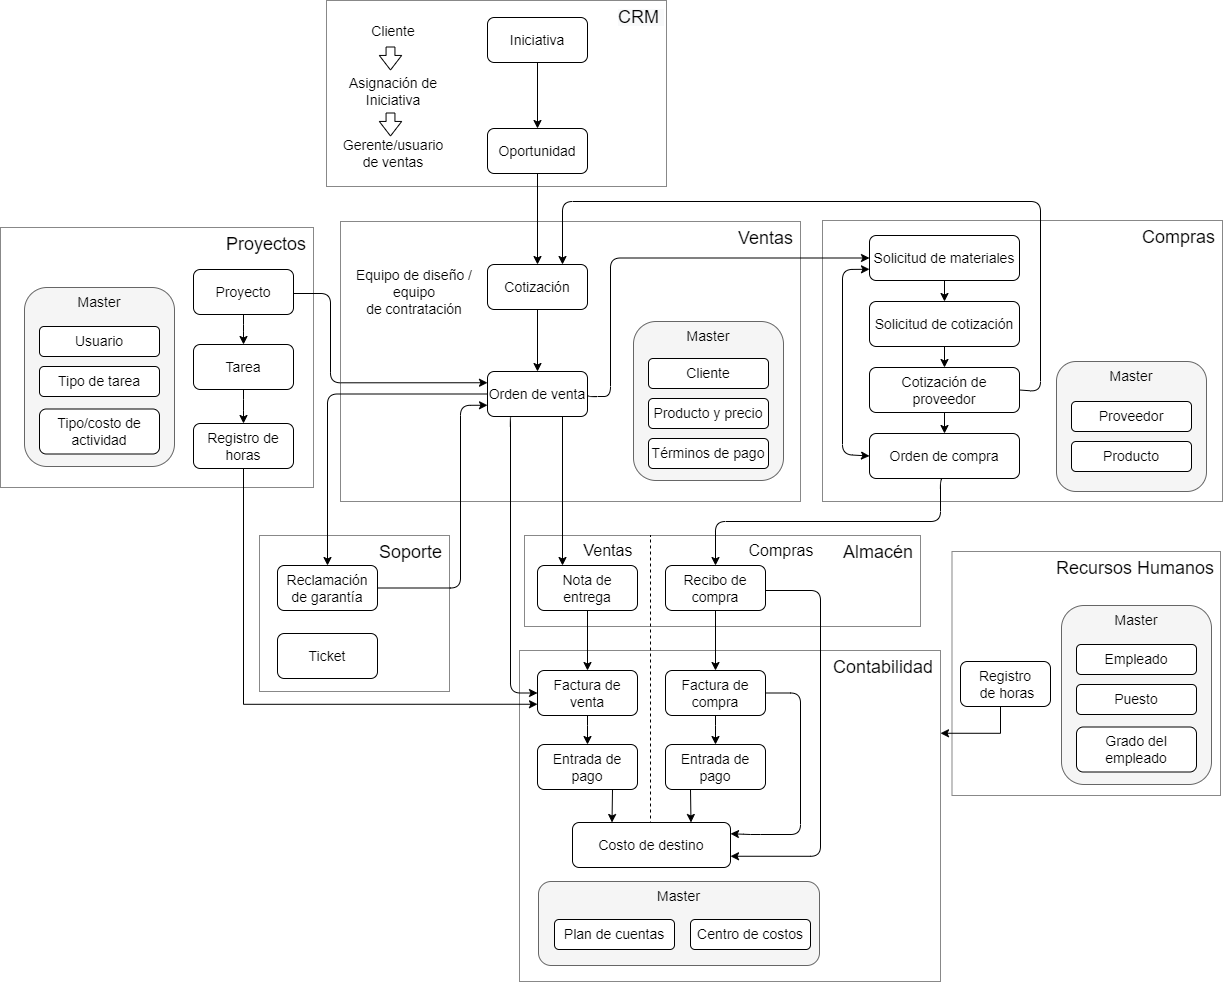 CRM
Cliente
Asignación de
Iniciativa
Gerente/usuario
de ventas
Iniciativa
Oportunidad
Proyectos
Master
Usuario
Tipo de tarea
Tipo/costo de
actividad
Proyecto
Tarea
Registro de
horas
Ventas
Equipo de diseño /
equipo
de contratación
Cotización
Orden de venta
Master
Cliente
Producto y precio
Términos de pago
Compras
Solicitud de materiales
Solicitud de cotización
Cotización de
proveedor
Orden de compra
Master
Proveedor
Producto
Soporte
Reclamación
de garantía
Ticket
Ventas
Compras
Almacén
Nota de
entrega
Recibo de
compra
Contabilidad
Factura de
venta
Factura de
compra
Entrada de
pago
Entrada de
pago
Costo de destino
Master
Plan de cuentas
Centro de costos
Recursos Humanos
Registro
de horas
Master
Empleado
Puesto
Grado del
empleado